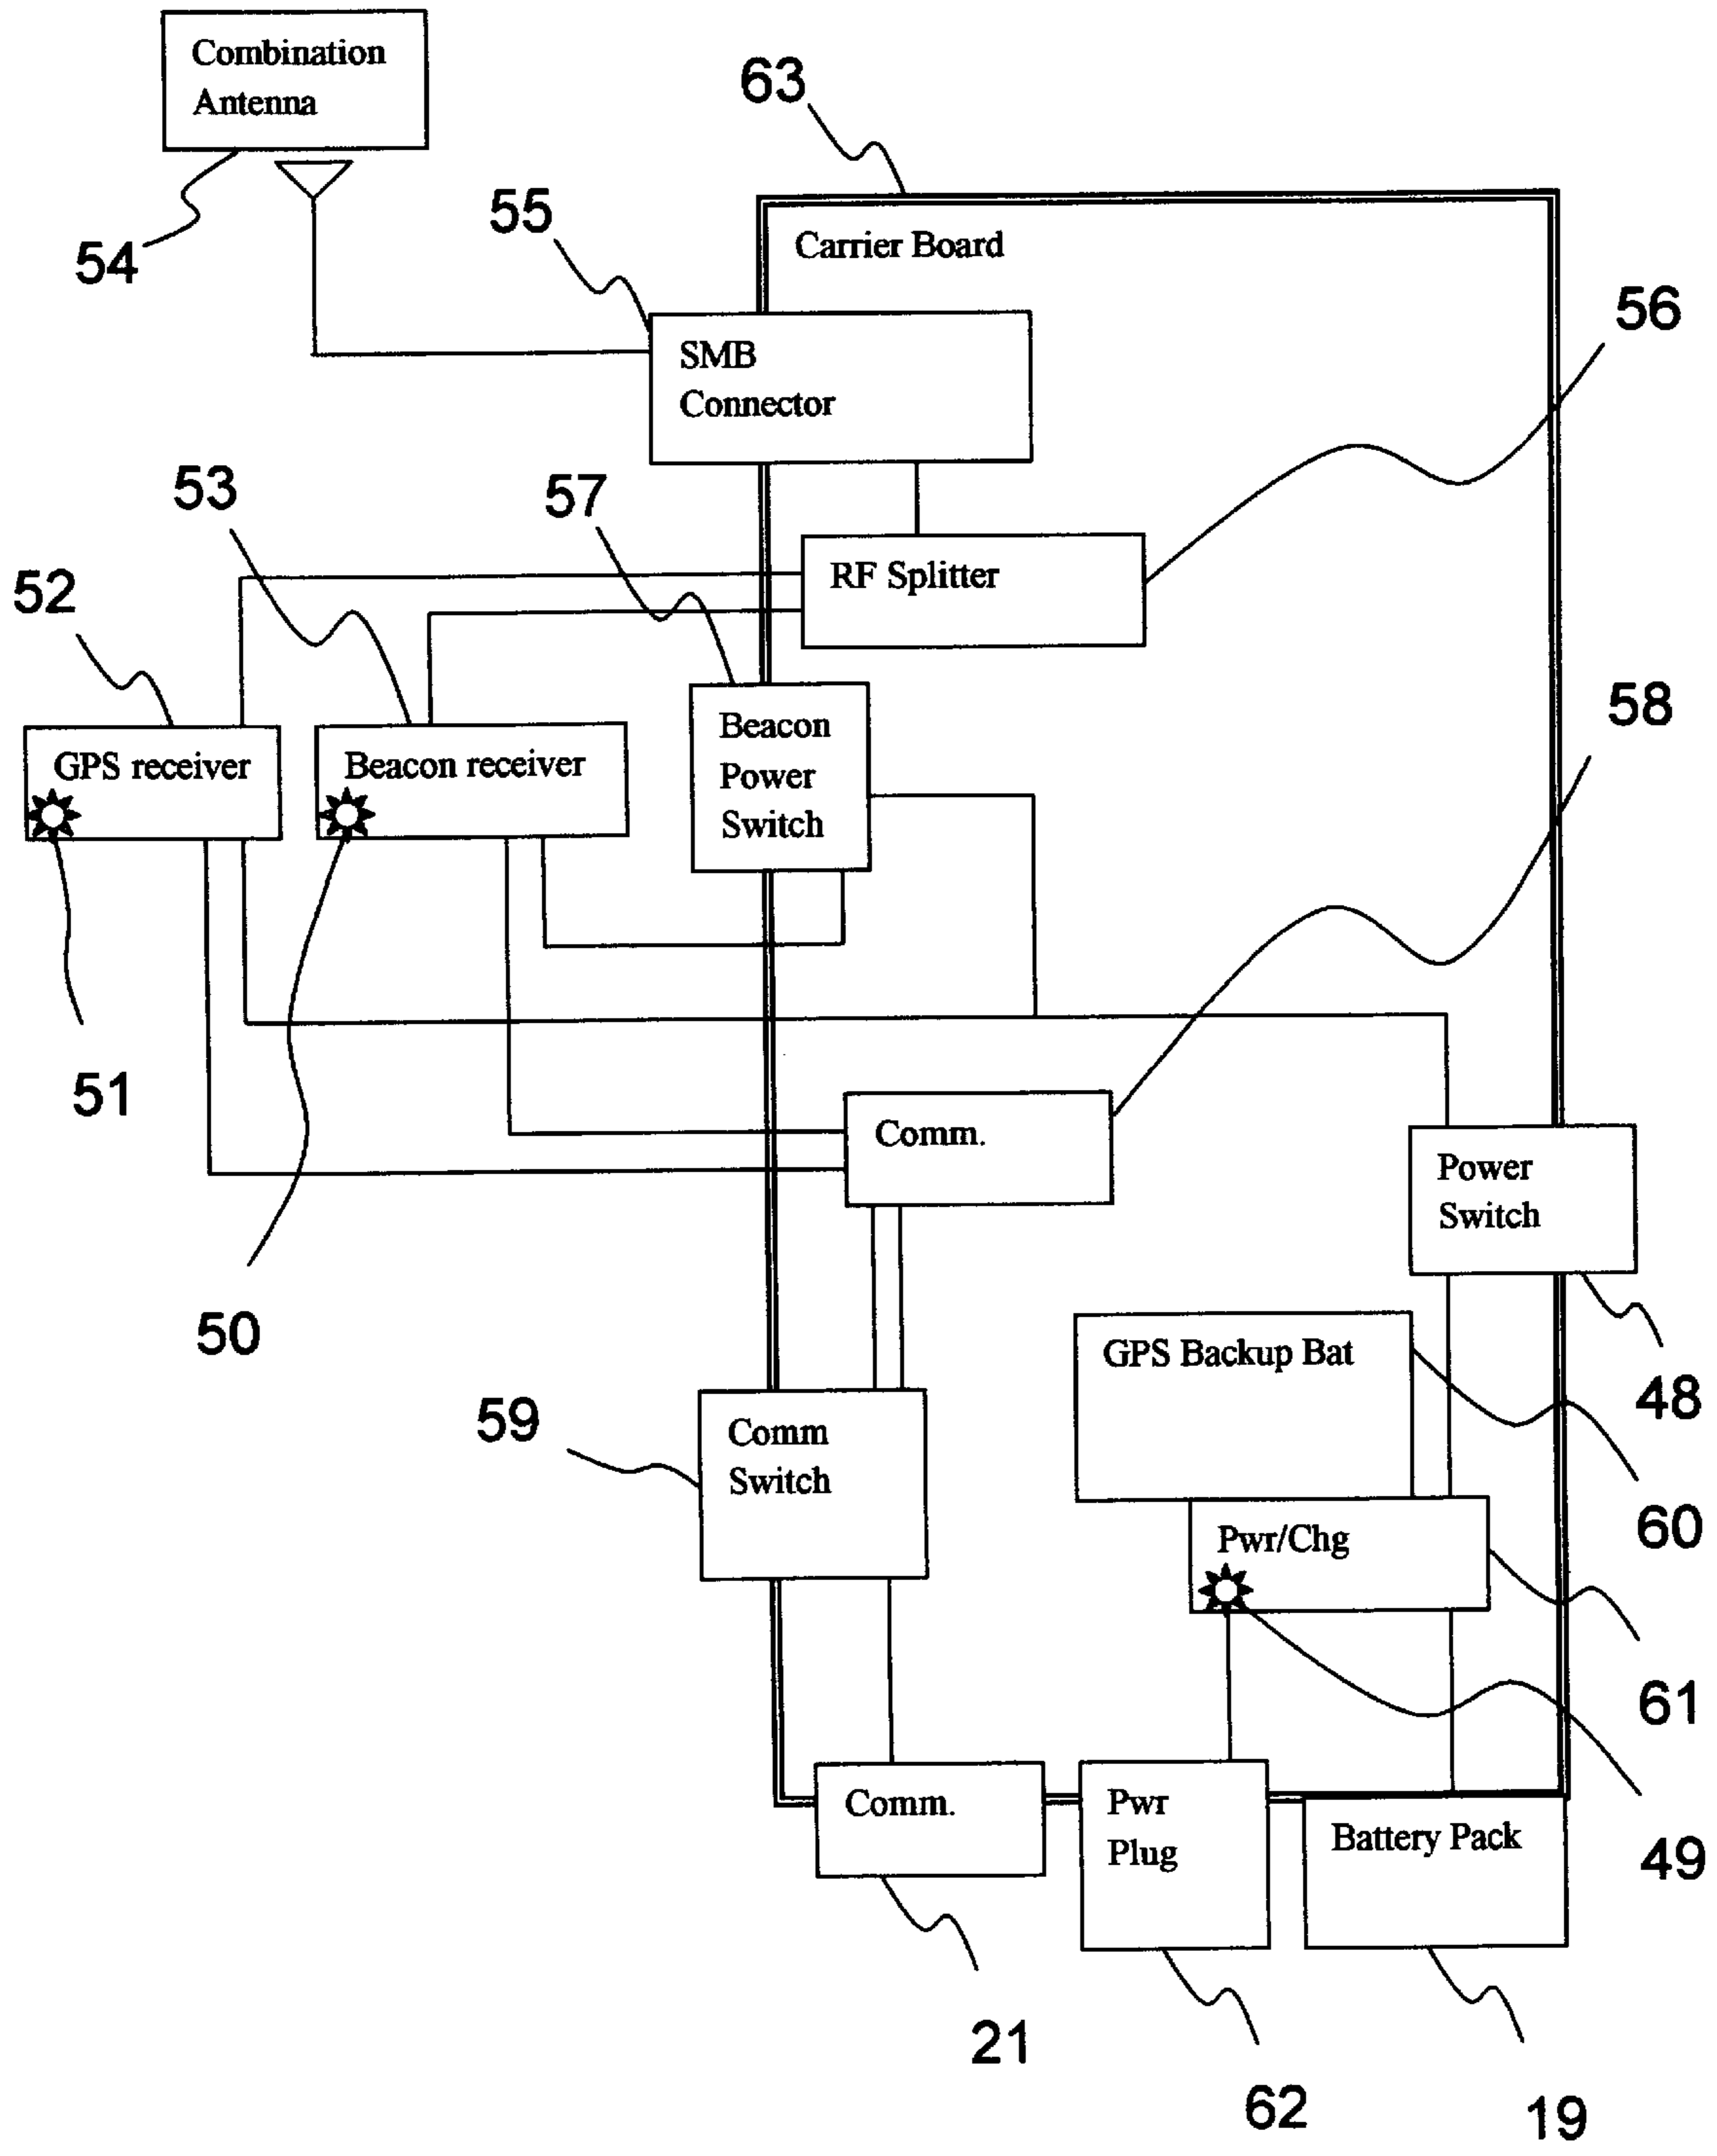 Combination
Antenna
63
54
55
Carrier Board
56
SMB
Connector
53
57
52
RF Splitter
58
GPS receiver
Beacon receiver
Beacon
Power
Switch
51
Comm.
Power
Switch
50
GPS Backup Bat
48
59
Comm
Switch
60
Pwr/Chg
61
Comm.
Pwr
Plug
Battery Pack
49
21
62
19